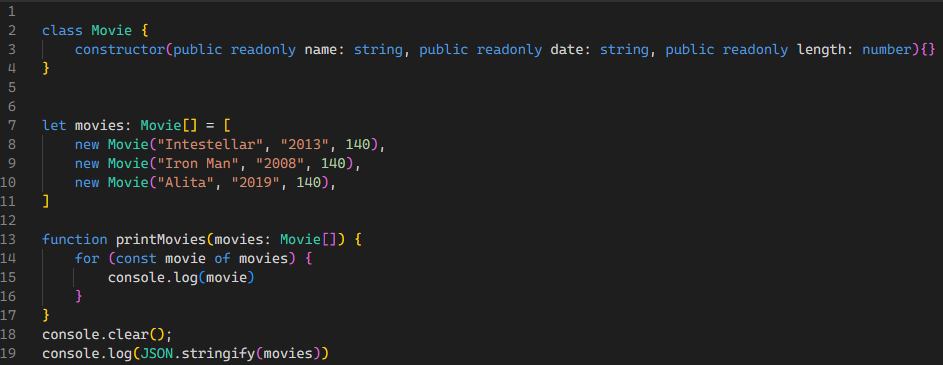 1
2 class Movie {
3 constructor(public readonly name: string, public readonly date: string, public readonly length: number){}
4 }
5
6
7 let movies: Movie[] = [
8 new Movie("Intestellar", "2013", 140),
9 new Movie("Iron Man", "2008", 140),
10 new Movie("Alita", "2019", 140),
11 ]
12
13 function printMovies(movies: Movie[]) {
14 for (const movie of movies) {
15 console.log(movie)
16 }
17 }
18 console.clear();
19 console.log(JSON.stringify(movies))